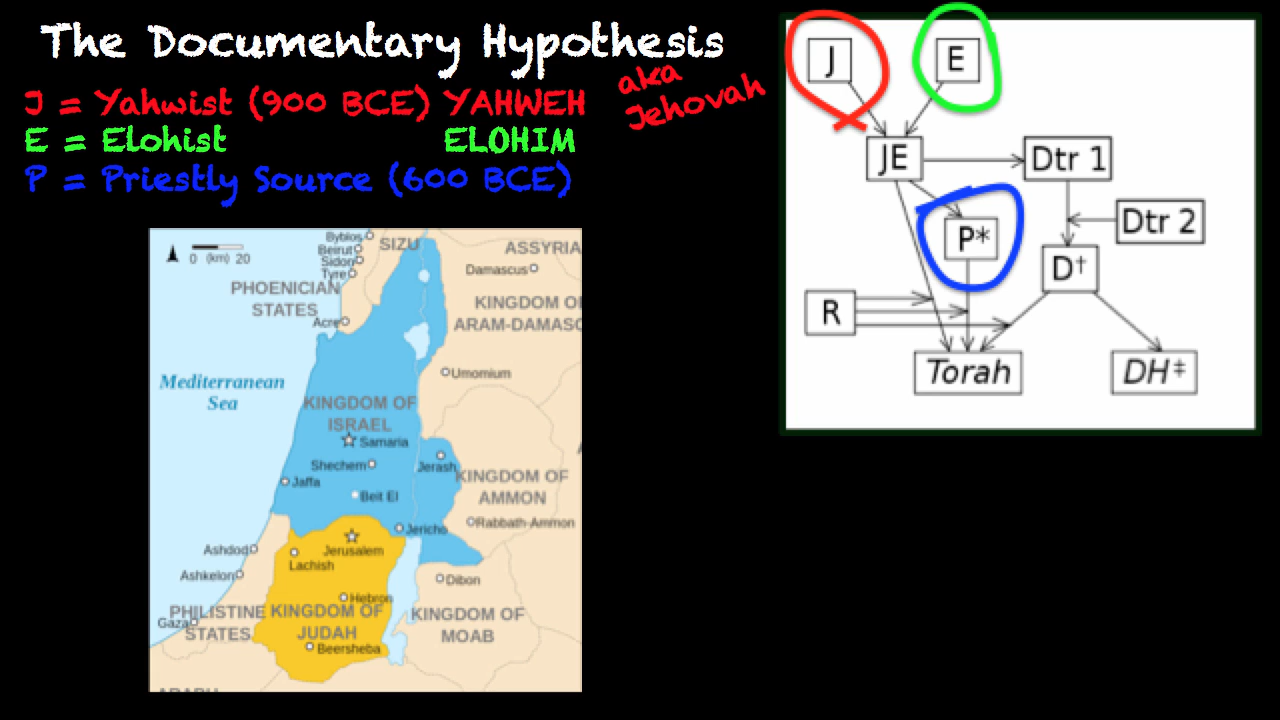 The Documentary Hypothesis
J = Yahwist (900 BCE) YAHWEH
aka
Jehovah
E = Elohist ELOHIM
P = Priestly Source (600 BCE)
J
E
JE
Dtr 1
P*
Dtr 2
D†
R
Torah
DH‡
0 (km) 20
Byblos
Beirut
Sidon
Tyre
SIZU
ASSYRIA
Damascus
PHOENICIAN
STATES
KINGDOM OF
ARAM-DAMASC
Acre
Umomium
Mediterranean
Sea
KINGDOM OF
ISRAEL
Samaria
Shechem
Jerash
Jaffa
Beit El
KINGDOM OF
AMMON
Jericho
Rabbath-Ammon
Ashdod
Jerusalem
Lachish
Ashkelon
Dibon
Hebron
PHILISTINE
STATES
Gaza
KINGDOM OF
JUDAH
KINGDOM OF
MOAB
Beersheba